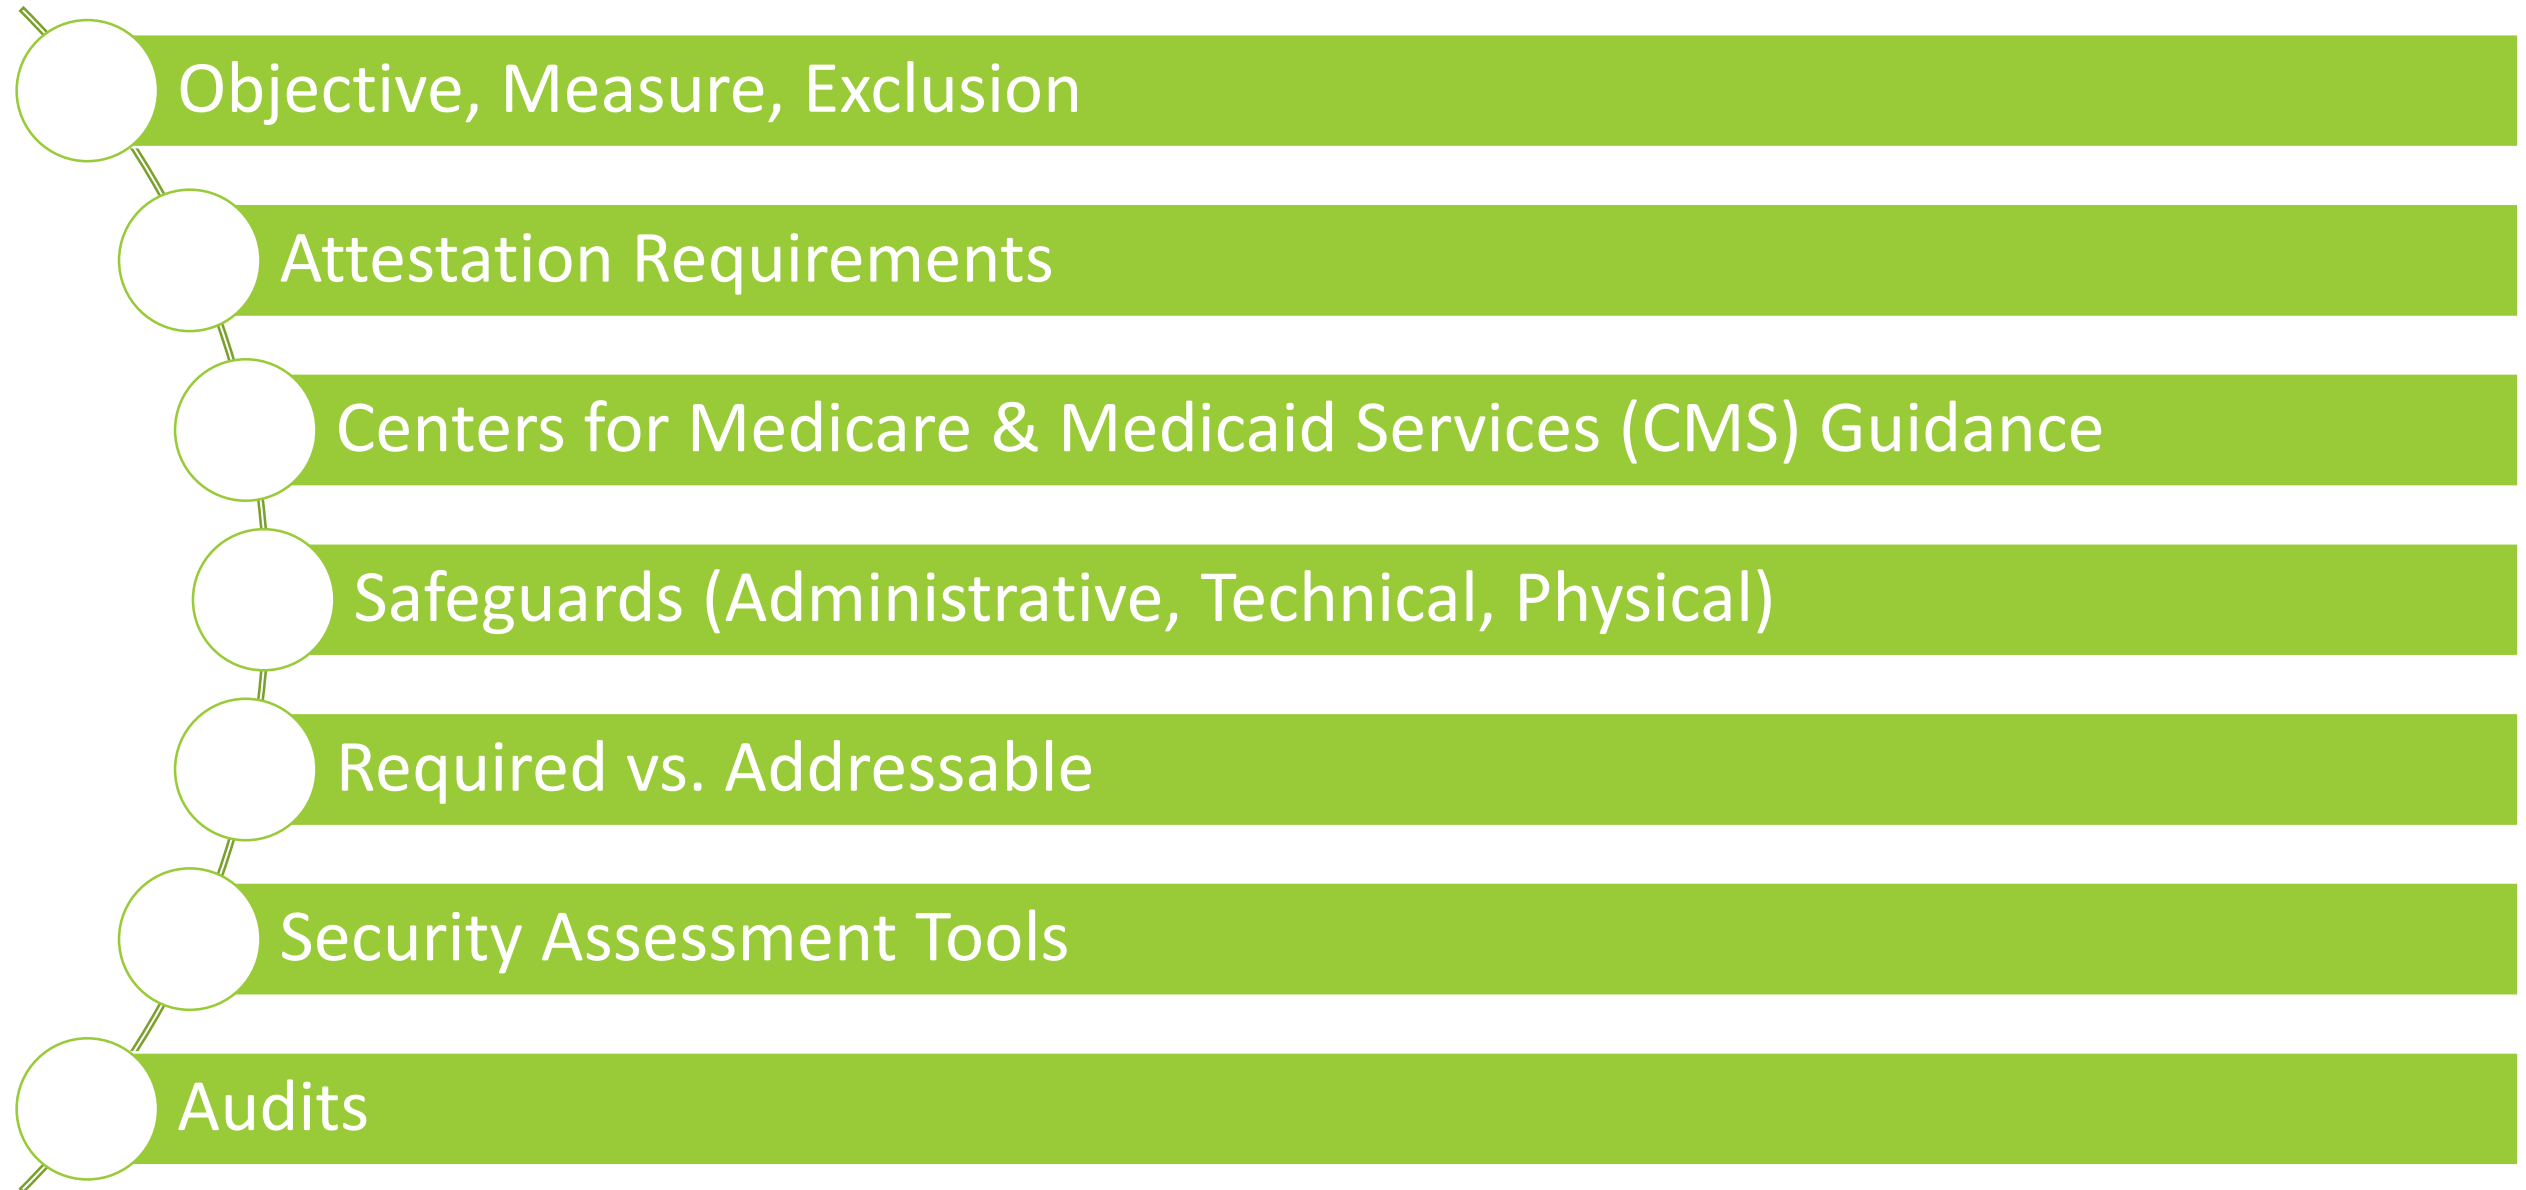 Objective, Measure, Exclusion
Attestation Requirements
Centers for Medicare & Medicaid Services (CMS) Guidance
Safeguards (Administrative, Technical, Physical)
Required vs. Addressable
Security Assessment Tools
Audits